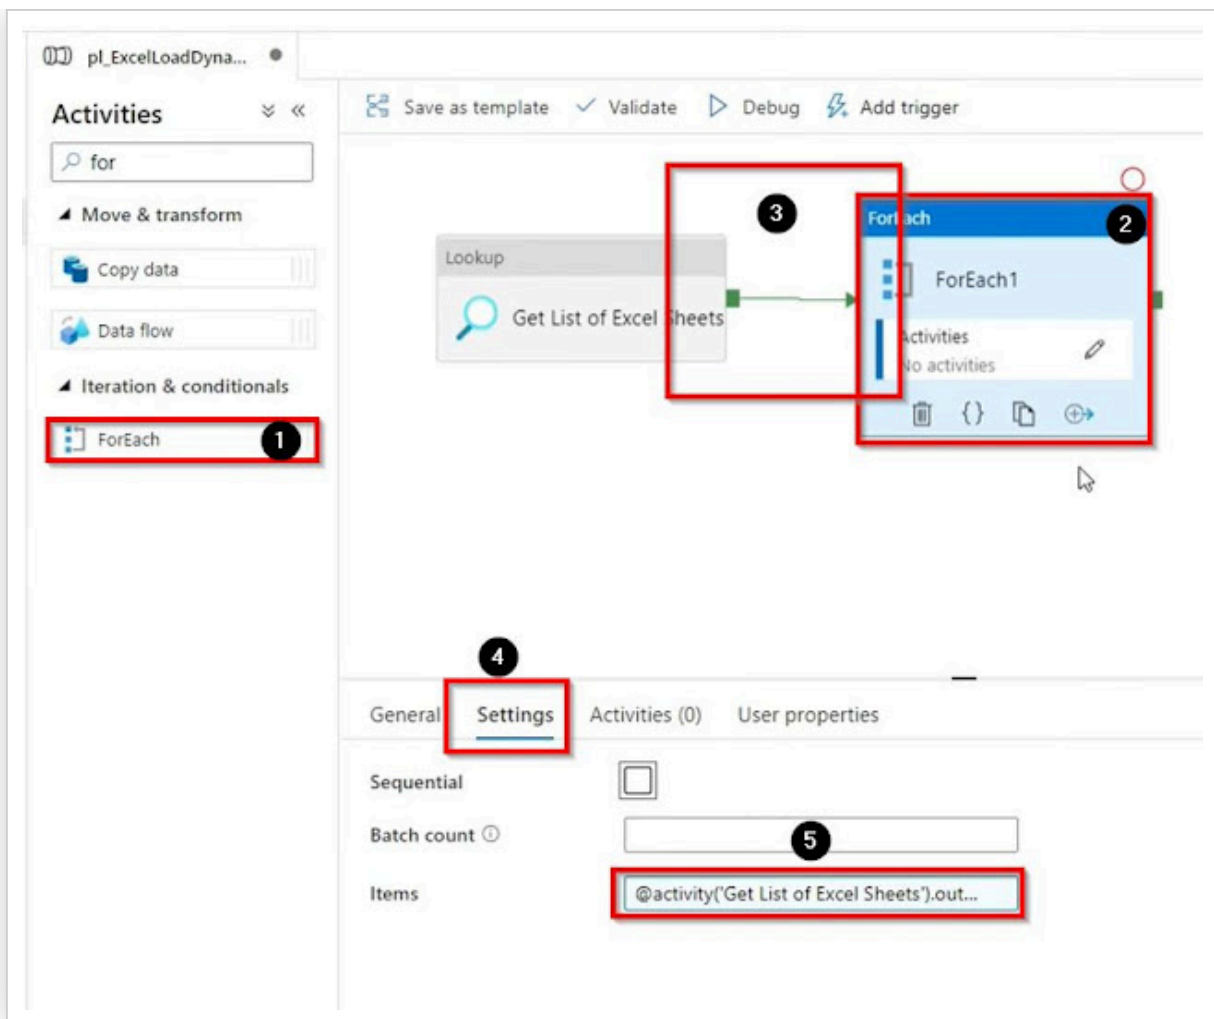 pl_ExcelLoadDyna...
Activities
for
Move & transform
Copy data
Data flow
Iteration & conditionals
ForEach
1
Save as template
Validate
Debug
Add trigger
Lookup
Get List of Excel Sheets
3
ForEach
2
ForEach1
Activities
No activities
{}
4
General
Settings
Activities (0)
User properties
Sequential
Batch count
5
Items
@activity('Get List of Excel Sheets').out...